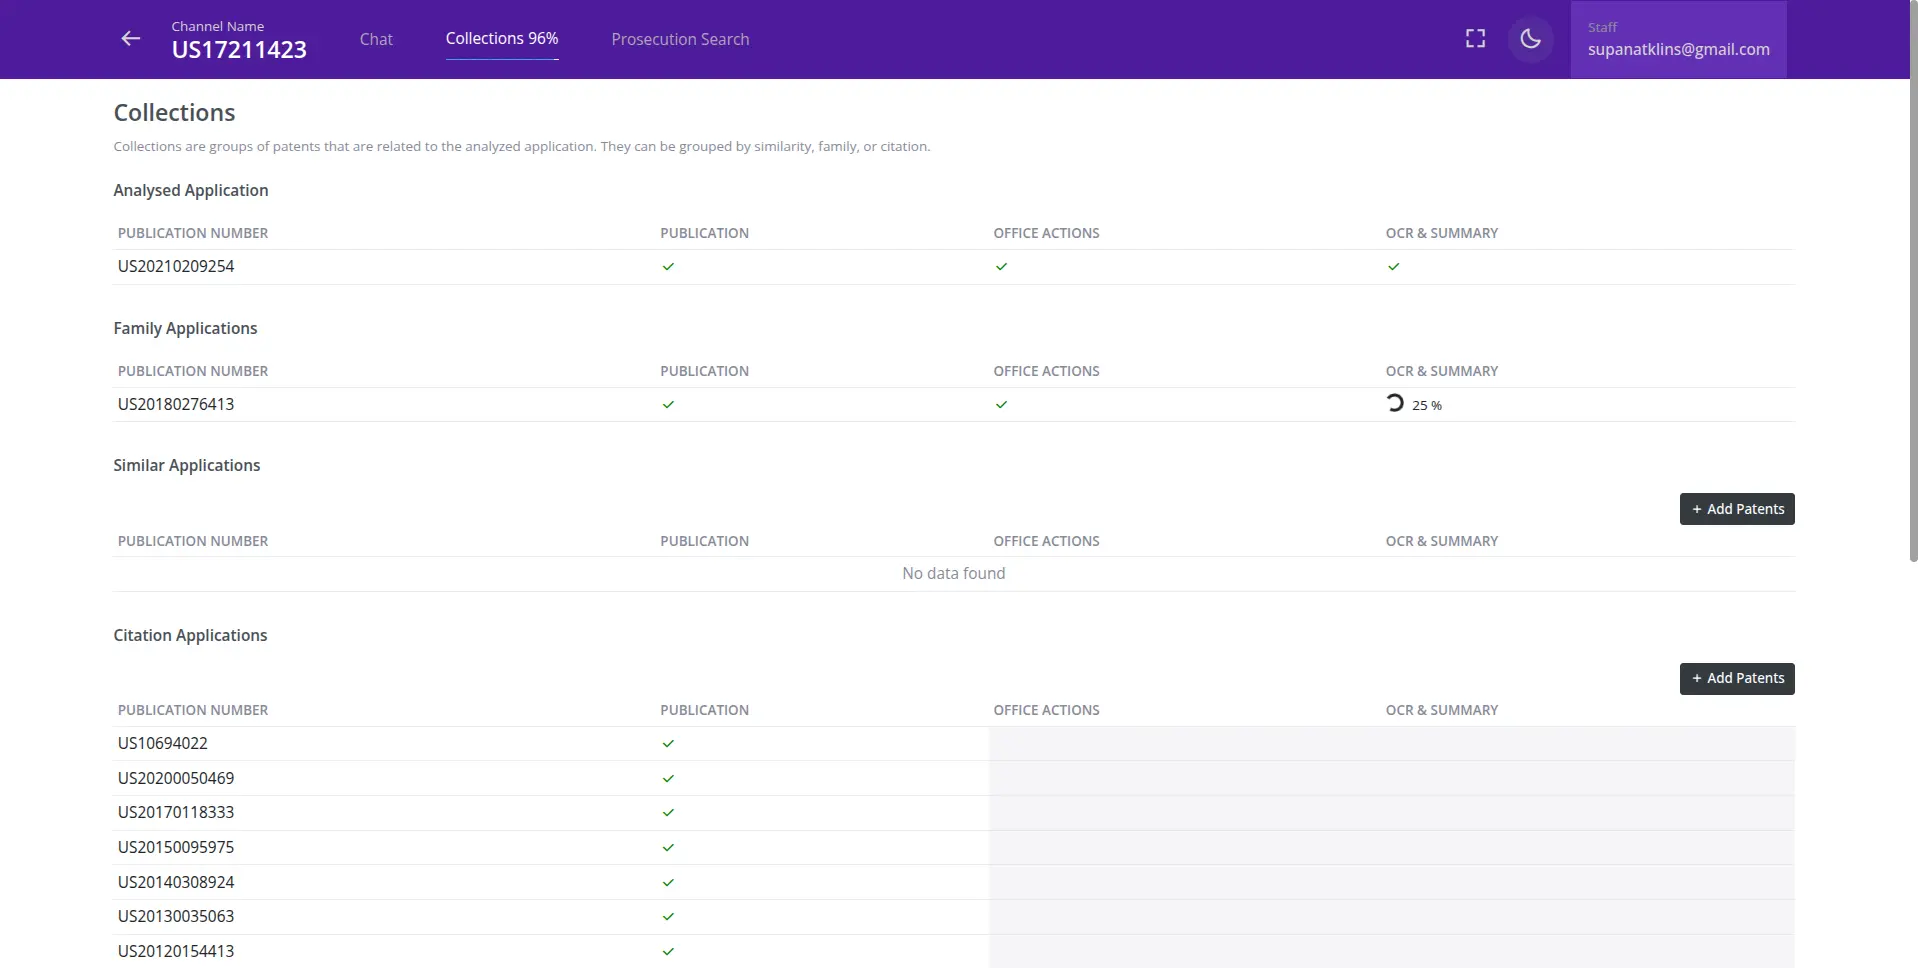 Channel Name
US17211423
Chat
Collections 96%
Prosecution Search
Staff
supanatklins@gmail.com
Collections
Collections are groups of patents that are related to the analyzed application. They can be grouped by similarity, family, or citation.
Analysed Application
PUBLICATION NUMBER PUBLICATION OFFICE ACTIONS OCR & SUMMARY
US20210209254
Family Applications
PUBLICATION NUMBER PUBLICATION OFFICE ACTIONS OCR & SUMMARY
US20180276413 25 %
Similar Applications
+ Add Patents
PUBLICATION NUMBER PUBLICATION OFFICE ACTIONS OCR & SUMMARY
No data found
Citation Applications
+ Add Patents
PUBLICATION NUMBER PUBLICATION OFFICE ACTIONS OCR & SUMMARY
US10694022
US20200050469
US20170118333
US20150095975
US20140308924
US20130035063
US20120154413